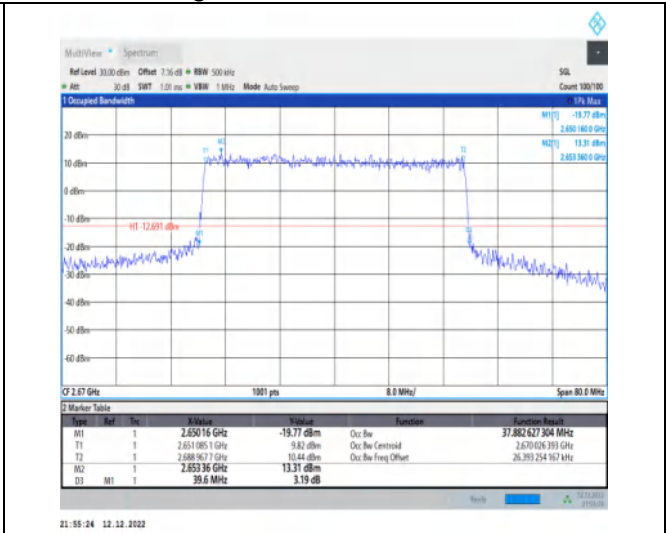 MultiView Spectrum
Ref Level 30.00 dBm Offset 7.36 dB RBW 500 kHz SGL
Att 30 dB SWT 1.01 ms VBW 1 MHz Mode Auto Sweep Count 100/100
1 Occupied Bandwidth 1Pk Max
M1[1] -19.77 dBm
2.650 160 0 GHz
M2[1] 13.31 dBm
2.653 360 0 GHz
20 dBm
T1 M2 T2
10 dBm
0 dBm
-10 dBm
H1 -12.691 dBm
-20 dBm
-30 dBm
-40 dBm
-50 dBm
-60 dBm
CF 2.67 GHz 1001 pts 8.0 MHz/ Span 80.0 MHz
2 Marker Table
Type Ref Trc X-Value Y-Value Function Function Result
M1 1 2.65016 GHz -19.77 dBm Occ Bw 37.882 627 304 MHz
T1 1 2.651 085 1 GHz 9.82 dBm Occ Bw Centroid 2.670 026 393 GHz
T2 1 2.688 967 7 GHz 10.44 dBm Occ Bw Freq Offset 26.393 254 167 kHz
M2 1 2.65336 GHz 13.31 dBm
D3 M1 1 39.6 MHz 3.19 dB
Ready 12.12.2022
21:55:24 12.12.2022